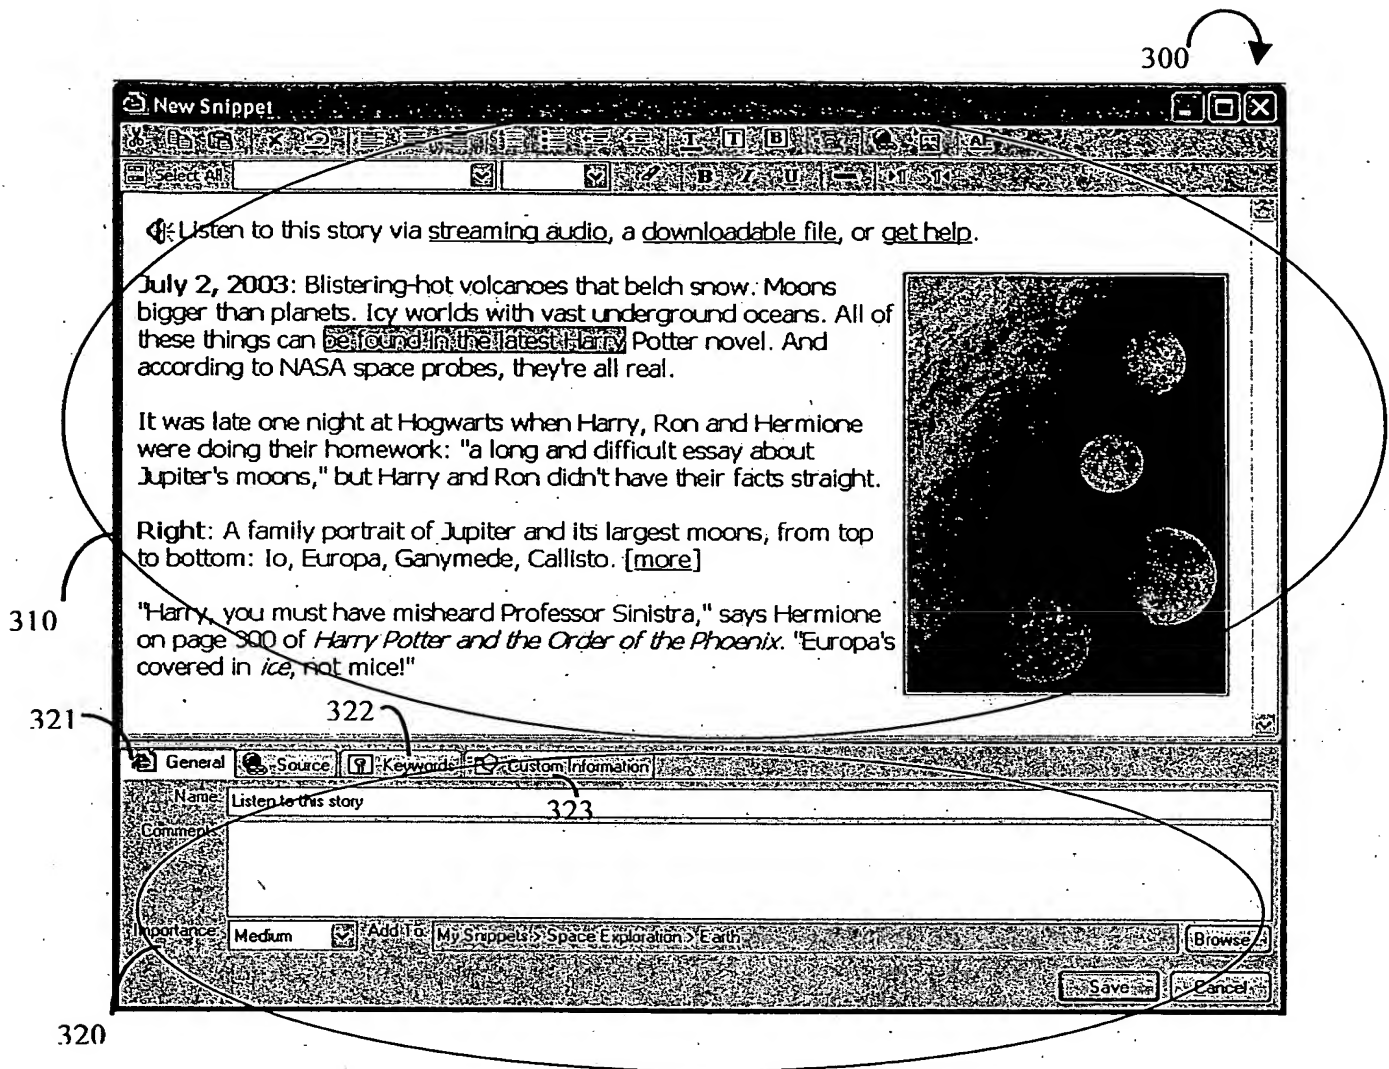 300
New Snippet
Select All
B I U
Listen to this story via streaming audio, a downloadable file, or get help.
July 2, 2003: Blistering-hot volcanoes that belch snow. Moons
bigger than planets. Icy worlds with vast underground oceans. All of
these things can be found in the latest Harry Potter novel. And
according to NASA space probes, they're all real.
It was late one night at Hogwarts when Harry, Ron and Hermione
were doing their homework: "a long and difficult essay about
Jupiter's moons," but Harry and Ron didn't have their facts straight.
Right: A family portrait of Jupiter and its largest moons, from top
to bottom: Io, Europa, Ganymede, Callisto. [more]
310
"Harry, you must have misheard Professor Sinistra," says Hermione
on page 300 of Harry Potter and the Order of the Phoenix. "Europa's
covered in ice, not mice!"
321
322
General Source Keywords Custom Information
323
Name Listen to this story
Comments
Importance Medium Add To: My Snippets > Space Exploration > Earth Browse
Save Cancel
320